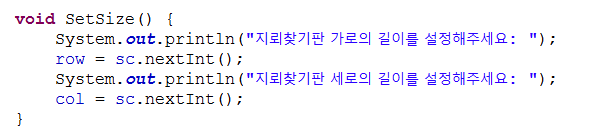 void SetSize() {
    System.out.println("지뢰찾기판 가로의 길이를 설정해주세요: ");
    row = sc.nextInt();
    System.out.println("지뢰찾기판 세로의 길이를 설정해주세요: ");
    col = sc.nextInt();
}